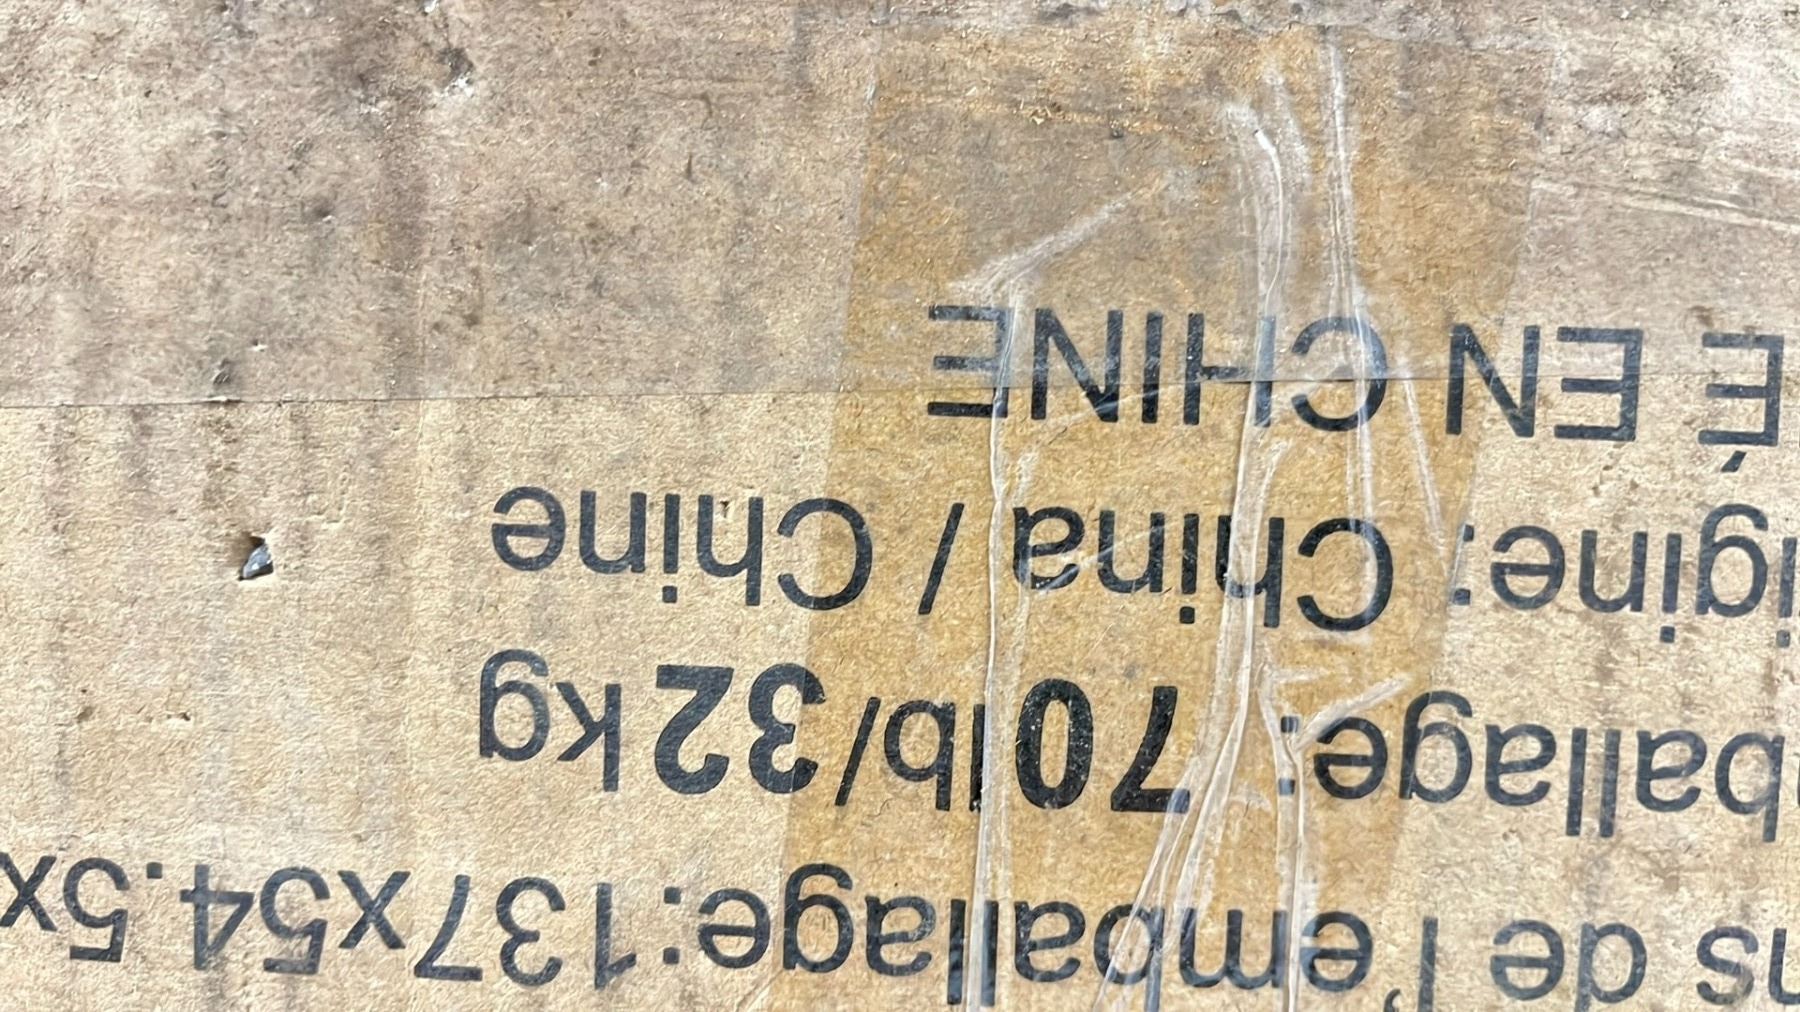 ns de l'emballage:137x54.5x
ballage: 70lb/32kg
igine: China / Chine
É EN CHINE